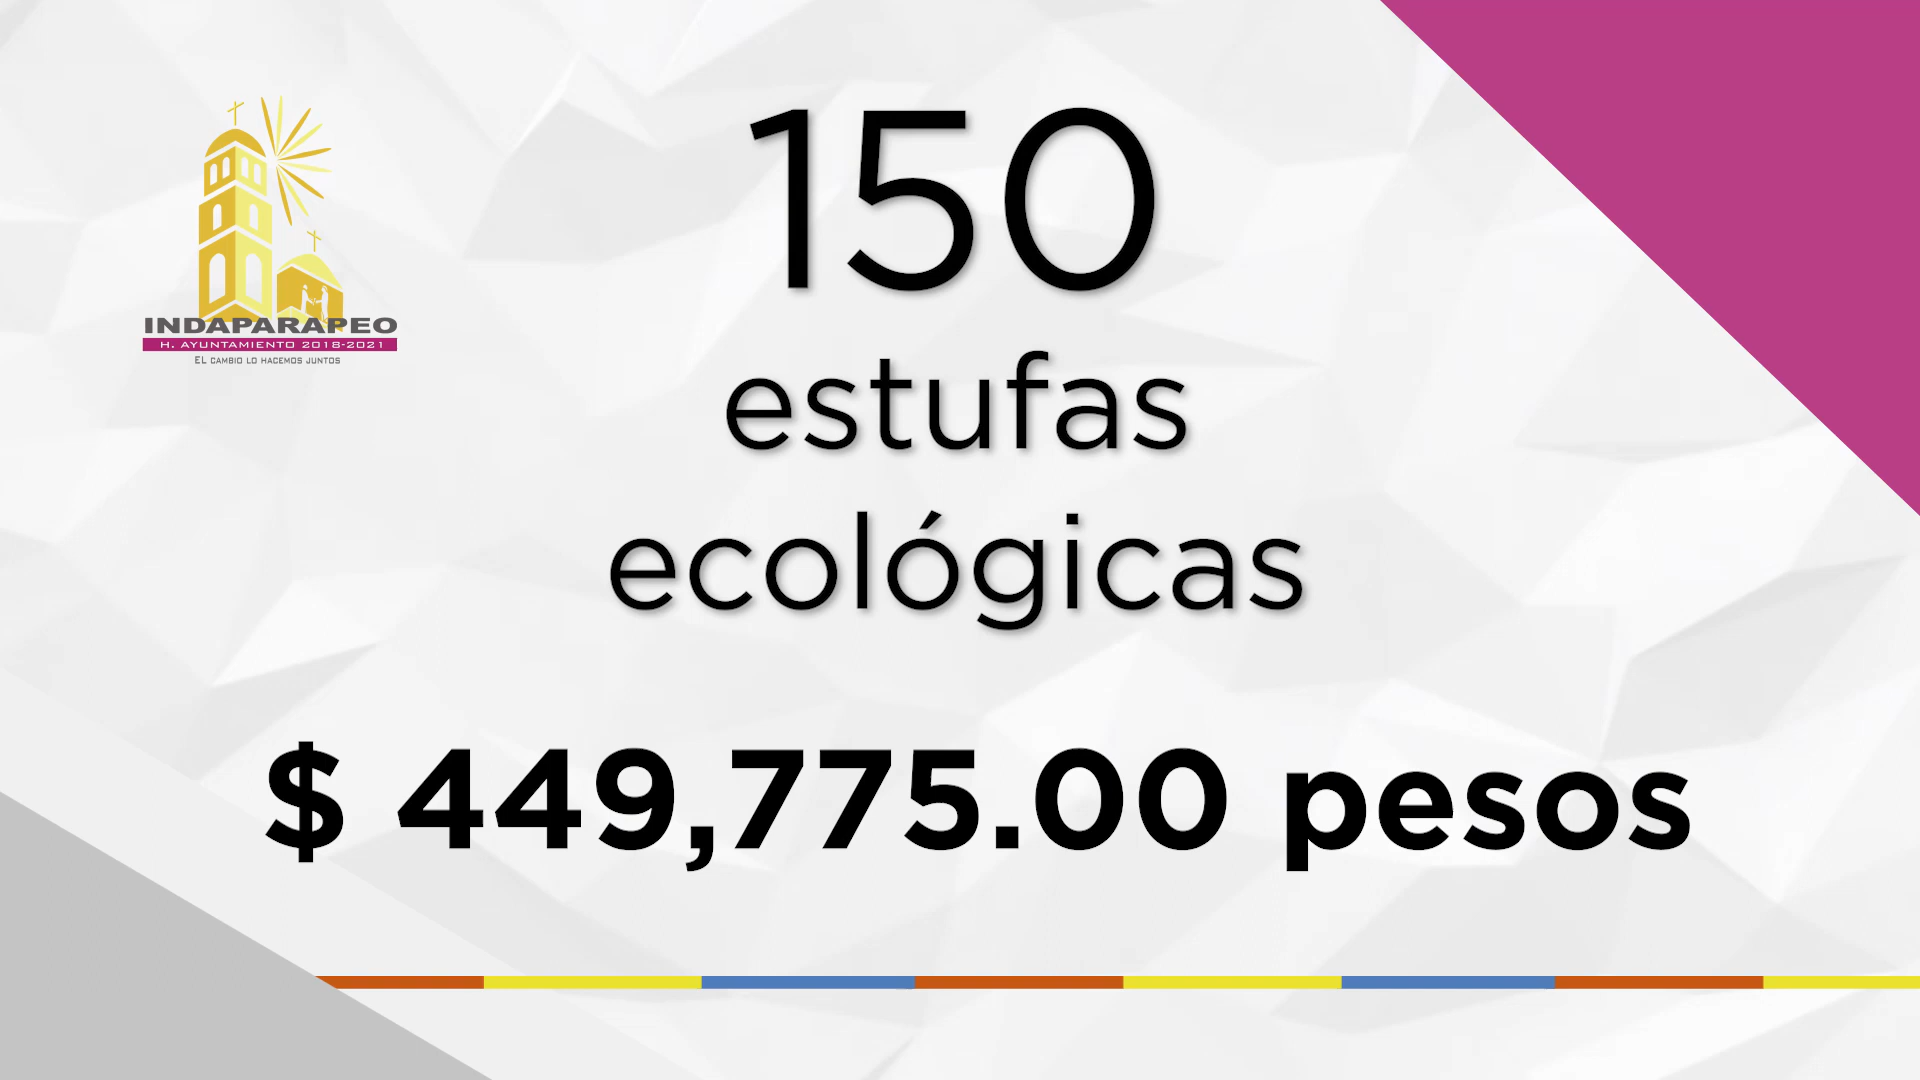 INDAPARAPEO
H. AYUNTAMIENTO 2018-2021
EL CAMBIO LO HACEMOS JUNTOS
150
estufas
ecológicas
$ 449,775.00 pesos